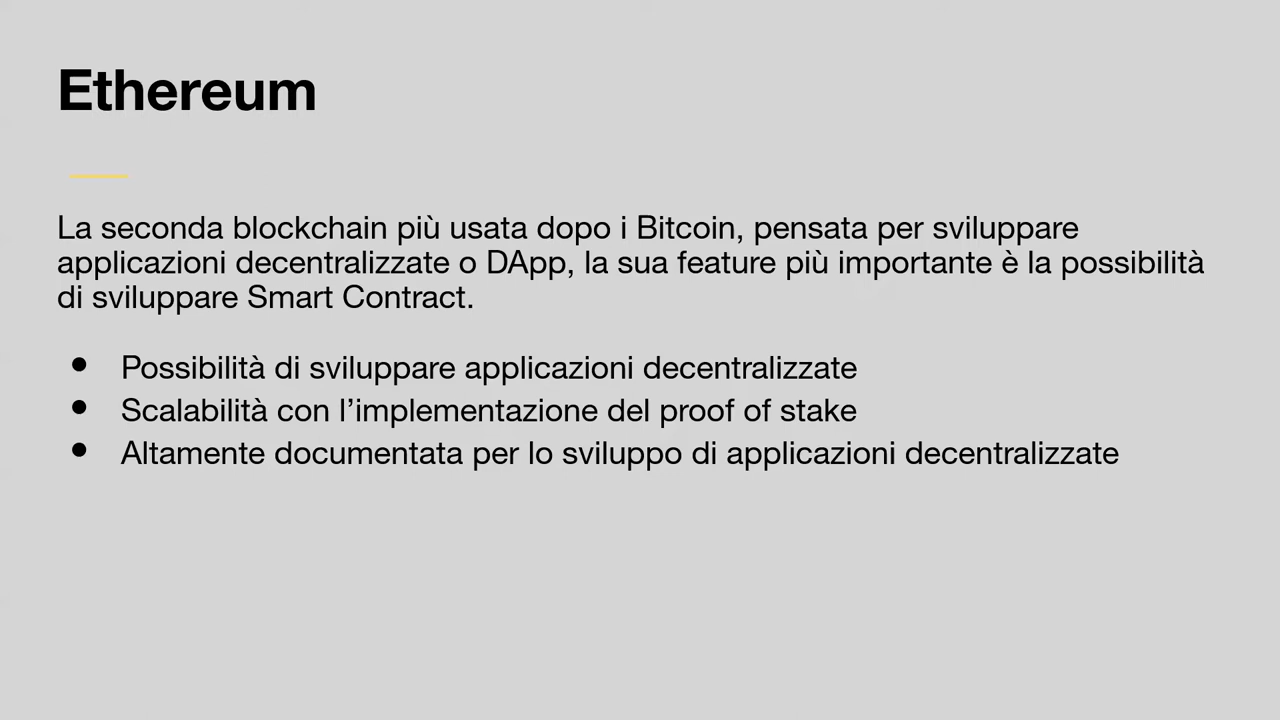 Ethereum
La seconda blockchain più usata dopo i Bitcoin, pensata per sviluppare
applicazioni decentralizzate o DApp, la sua feature più importante è la possibilità
di sviluppare Smart Contract.
● Possibilità di sviluppare applicazioni decentralizzate
● Scalabilità con l’implementazione del proof of stake
● Altamente documentata per lo sviluppo di applicazioni decentralizzate